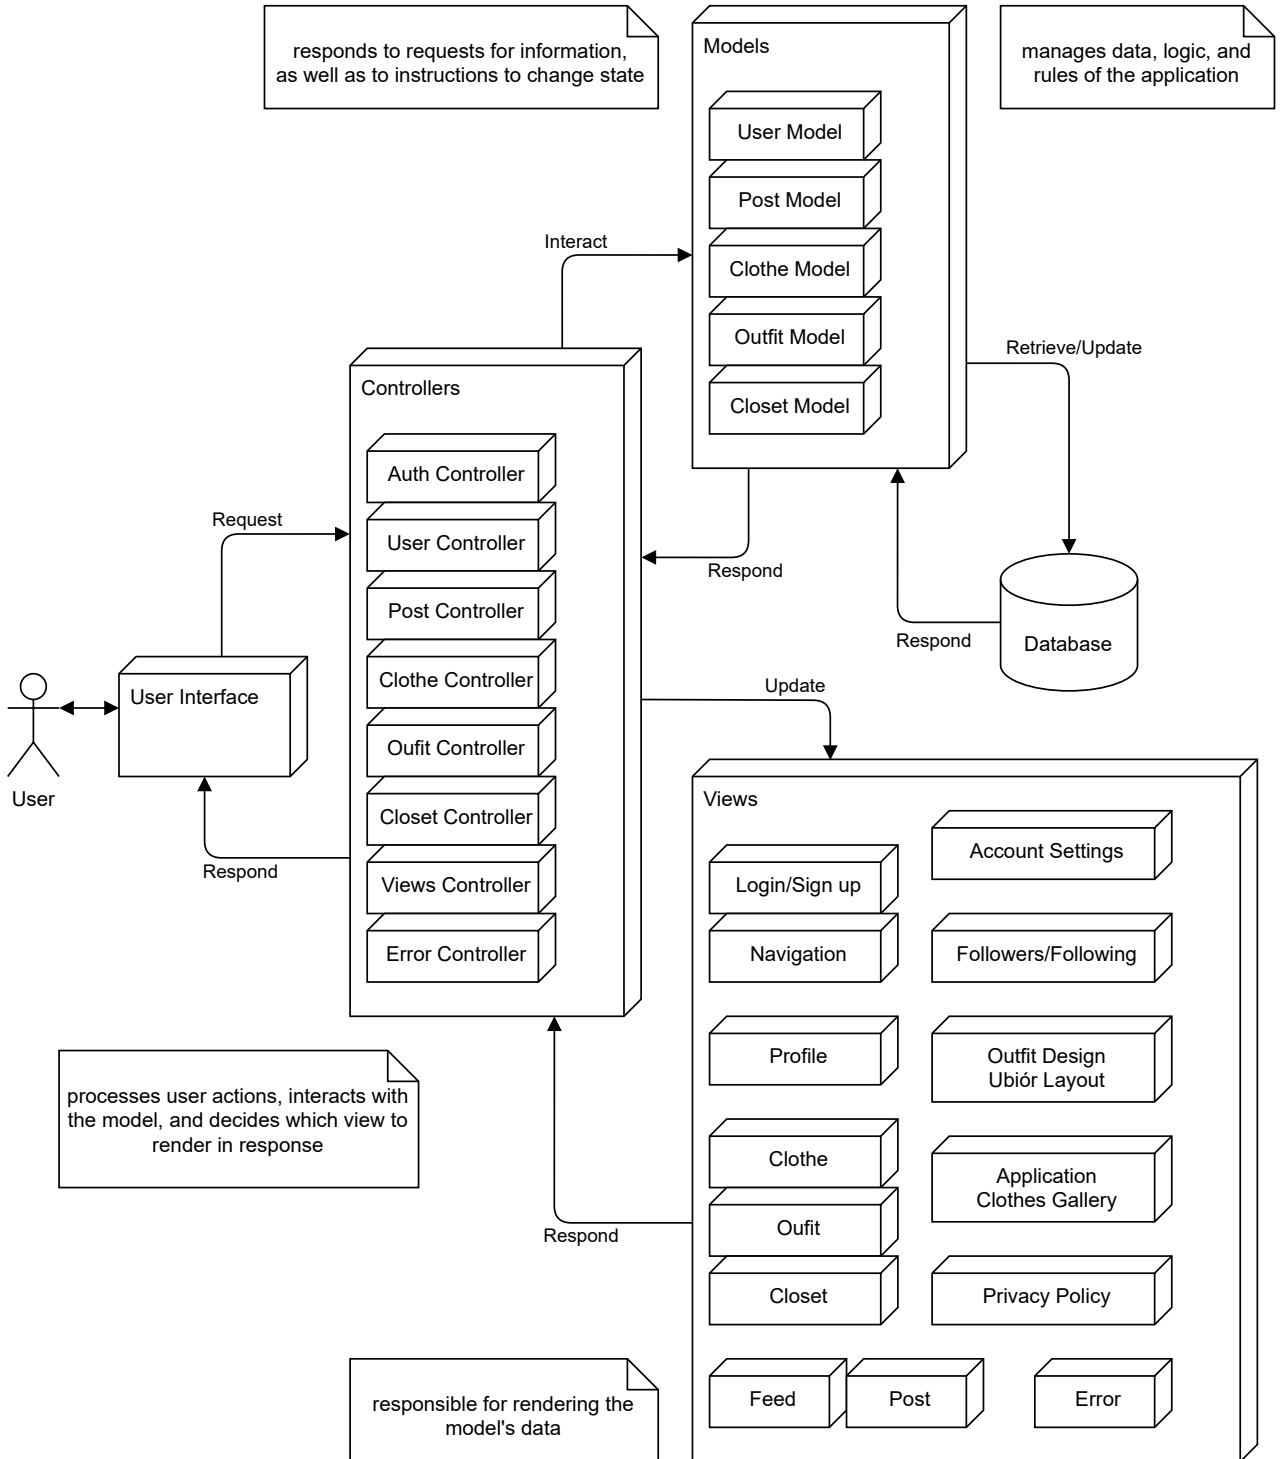 responds to requests for information,
as well as to instructions to change state
Models
manages data, logic, and
rules of the application
User Model
Post Model
Clothe Model
Outfit Model
Closet Model
Interact
Retrieve/Update
Controllers
Auth Controller
User Controller
Post Controller
Clothe Controller
Oufit Controller
Closet Controller
Views Controller
Error Controller
Request
Respond
Respond
Database
User Interface
User
Respond
Update
Views
Account Settings
Login/Sign up
Navigation
Followers/Following
Profile
Outfit Design
Ubiór Layout
Clothe
Application
Clothes Gallery
Oufit
Closet
Privacy Policy
Feed
Post
Error
processes user actions, interacts with
the model, and decides which view to
render in response
Respond
responsible for rendering the
model's data